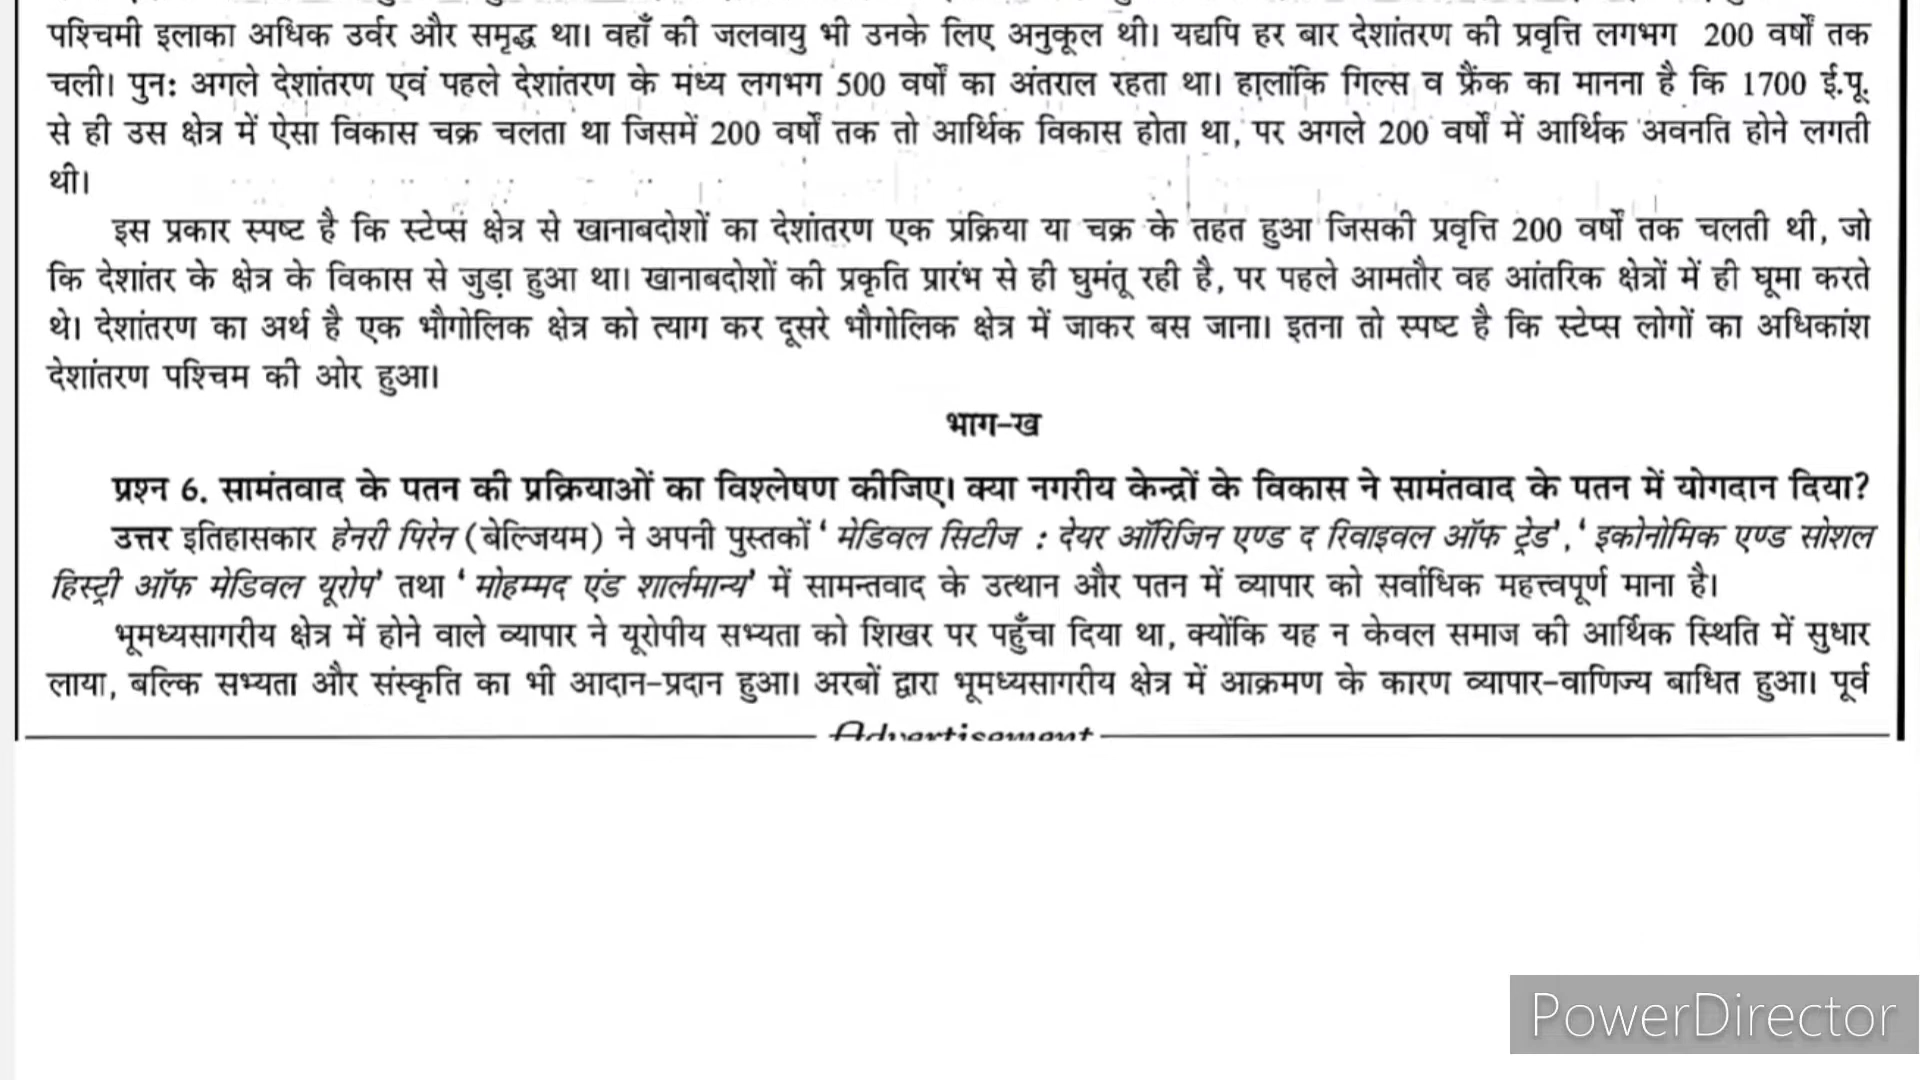 पश्चिमी इलाका अधिक उर्वर और समृद्ध था। वहाँ की जलवायु भी उनके लिए अनुकूल थी। यद्यपि हर बार देशांतरण की प्रवृत्ति लगभग 200 वर्षों तक
चली। पुनः अगले देशांतरण एवं पहले देशांतरण के मध्य लगभग 500 वर्षों का अंतराल रहता था। हालांकि गिल्स व फ्रैंक का मानना है कि 1700 ई.पू.
से ही उस क्षेत्र में ऐसा विकास चक्र चलता था जिसमें 200 वर्षों तक तो आर्थिक विकास होता था, पर अगले 200 वर्षों में आर्थिक अवनति होने लगती
थी।
इस प्रकार स्पष्ट है कि स्टेप्स क्षेत्र से खानाबदोशों का देशांतरण एक प्रक्रिया या चक्र के तहत हुआ जिसकी प्रवृत्ति 200 वर्षों तक चलती थी, जो
कि देशांतर के क्षेत्र के विकास से जुड़ा हुआ था। खानाबदोशों की प्रकृति प्रारंभ से ही घुमंतू रही है, पर पहले आमतौर वह आंतरिक क्षेत्रों में ही घूमा करते
थे। देशांतरण का अर्थ है एक भौगोलिक क्षेत्र को त्याग कर दूसरे भौगोलिक क्षेत्र में जाकर बस जाना। इतना तो स्पष्ट है कि स्टेप्स लोगों का अधिकांश
देशांतरण पश्चिम की ओर हुआ।
भाग-ख
प्रश्न 6. सामंतवाद के पतन की प्रक्रियाओं का विश्लेषण कीजिए। क्या नगरीय केन्द्रों के विकास ने सामंतवाद के पतन में योगदान दिया?
उत्तर इतिहासकार हेनरी पिरेन (बेल्जियम) ने अपनी पुस्तकों ' मेडिवल सिटीज : देयर ऑरिजिन एण्ड द रिवाइवल ऑफ ट्रेड', ' इकोनोमिक एण्ड सोशल
हिस्ट्री ऑफ मेडिवल यूरोप' तथा ' मोहम्मद एंड शार्लमान्य' में सामन्तवाद के उत्थान और पतन में व्यापार को सर्वाधिक महत्त्वपूर्ण माना है।
भूमध्यसागरीय क्षेत्र में होने वाले व्यापार ने यूरोपीय सभ्यता को शिखर पर पहुँचा दिया था, क्योंकि यह न केवल समाज की आर्थिक स्थिति में सुधार
लाया, बल्कि सभ्यता और संस्कृति का भी आदान-प्रदान हुआ। अरबों द्वारा भूमध्यसागरीय क्षेत्र में आक्रमण के कारण व्यापार-वाणिज्य बाधित हुआ। पूर्व
Advertisement
PowerDirector